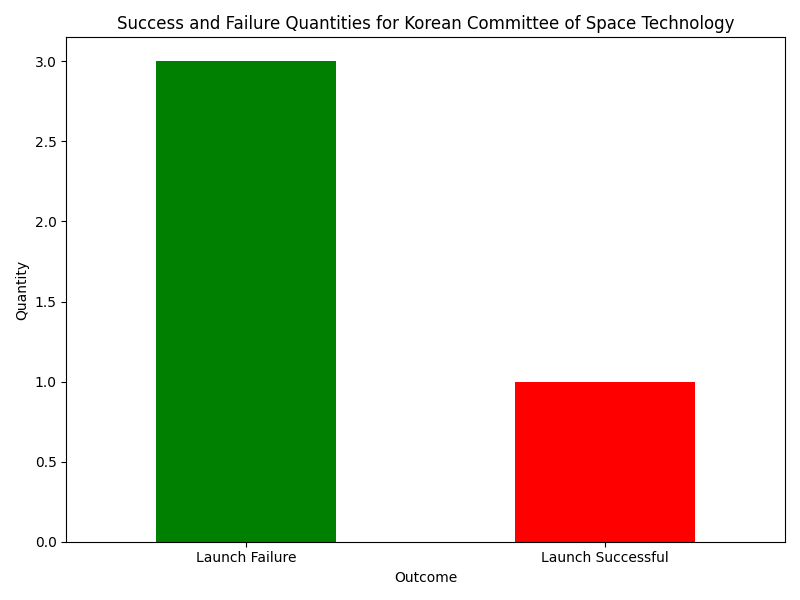 Success and Failure Quantities for Korean Committee of Space Technology
Quantity
3.0
2.5
2.0
1.5
1.0
0.5
0.0
Launch Failure
Launch Successful
Outcome